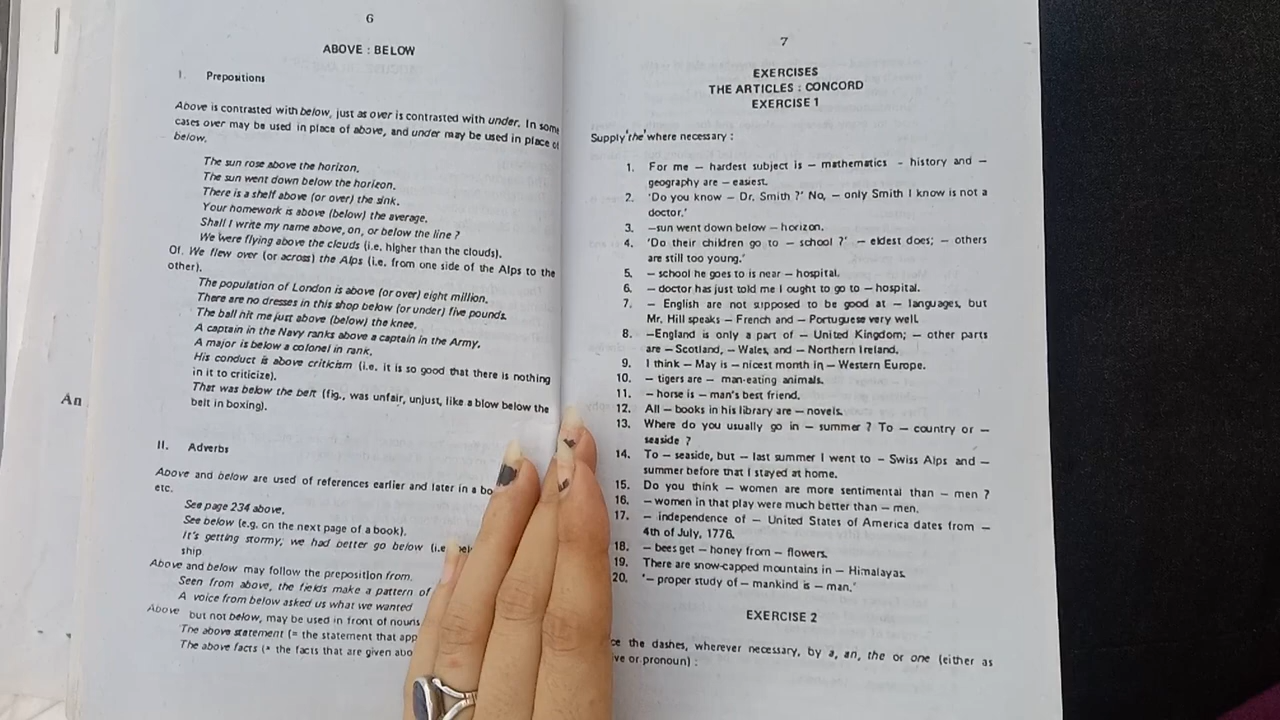 6
ABOVE : BELOW
I. Prepositions
Above is contrasted with below, just as over is contrasted with under. In some
cases over may be used in place of above, and under may be used in place of
below.
The sun rose above the horizon.
The sun went down below the horizon.
There is a shelf above (or over) the sink.
Your homework is above (below) the average.
Shall I write my name above, on, or below the line ?
We were flying above the clouds (i.e. higher than the clouds).
Of. We flew over (or across) the Alps (i.e. from one side of the Alps to the
other).
The population of London is above (or over) eight million.
There are no dresses in this shop below (or under) five pounds.
The ball hit me just above (below) the knee.
A captain in the Navy ranks above a captain in the Army.
A major is below a colonel in rank.
His conduct is above criticism (i.e. it is so good that there is nothing
in it to criticize).
That was below the belt (fig., was unfair, unjust, like a blow below the
belt in boxing).
An
II. Adverbs
Above and below are used of references earlier and later in a
etc.
See page 234 above.
See below (e.g. on the next page of a book).
It's getting stormy; we had better go below (i.e.
ship
Above and below may follow the preposition from.
Seen from above, the fields make a pattern of
A voice from below asked us what we wanted
Above but not below, may be used in front of nouns
The above statement (= the statement that
The above facts (= the facts that are given
7
EXERCISES
THE ARTICLES : CONCORD
EXERCISE 1
Supply 'the' where necessary :
1. For me – hardest subject is – mathematics - history and –
geography are – easiest.
2. 'Do you know – Dr. Smith ?' No, – only Smith I know is not a
doctor.'
3. –sun went down below – horizon.
4. 'Do their children go to – school ?' – eldest does; – others
are still too young.'
5. – school he goes to is near – hospital.
6. – doctor has just told me I ought to go to – hospital.
7. – English are not supposed to be good at – languages, but
Mr. Hill speaks – French and – Portuguese very well.
8. –England is only a part of – United Kingdom; – other parts
are – Scotland, – Wales, and – Northern Ireland.
9. I think – May is – nicest month in – Western Europe.
10. – tigers are – man-eating animals.
11. – horse is – man's best friend.
12. All – books in his library are – novels.
13. Where do you usually go in – summer ? To – country or –
seaside ?
14. To – seaside, but – last summer I went to – Swiss Alps and –
summer before that I stayed at home.
15. Do you think – women are more sentimental than – men ?
16. – women in that play were much better than – men.
17. – independence of – United States of America dates from –
4th of July, 1776.
18. – bees get – honey from – flowers.
19. There are snow-capped mountains in – Himalayas.
20. '– proper study of – mankind is – man.'
EXERCISE 2
the dashes, wherever necessary, by a, an, the or one (either as
or pronoun) :